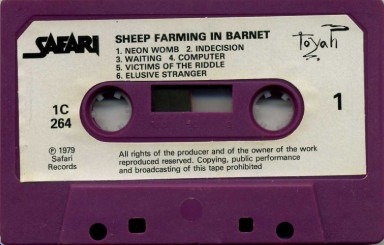 SAFARI
SHEEP FARMING IN BARNET
toyah
1. NEON WOMB 2. INDECISION
3. WAITING 4. COMPUTER
5. VICTIMS OF THE RIDDLE
6. ELUSIVE STRANGER
1C
264
1
℗ 1979
Safari
Records
All rights of the producer and of the owner of the work
reproduced reserved. Copying, public performance
and broadcasting of this tape prohibited